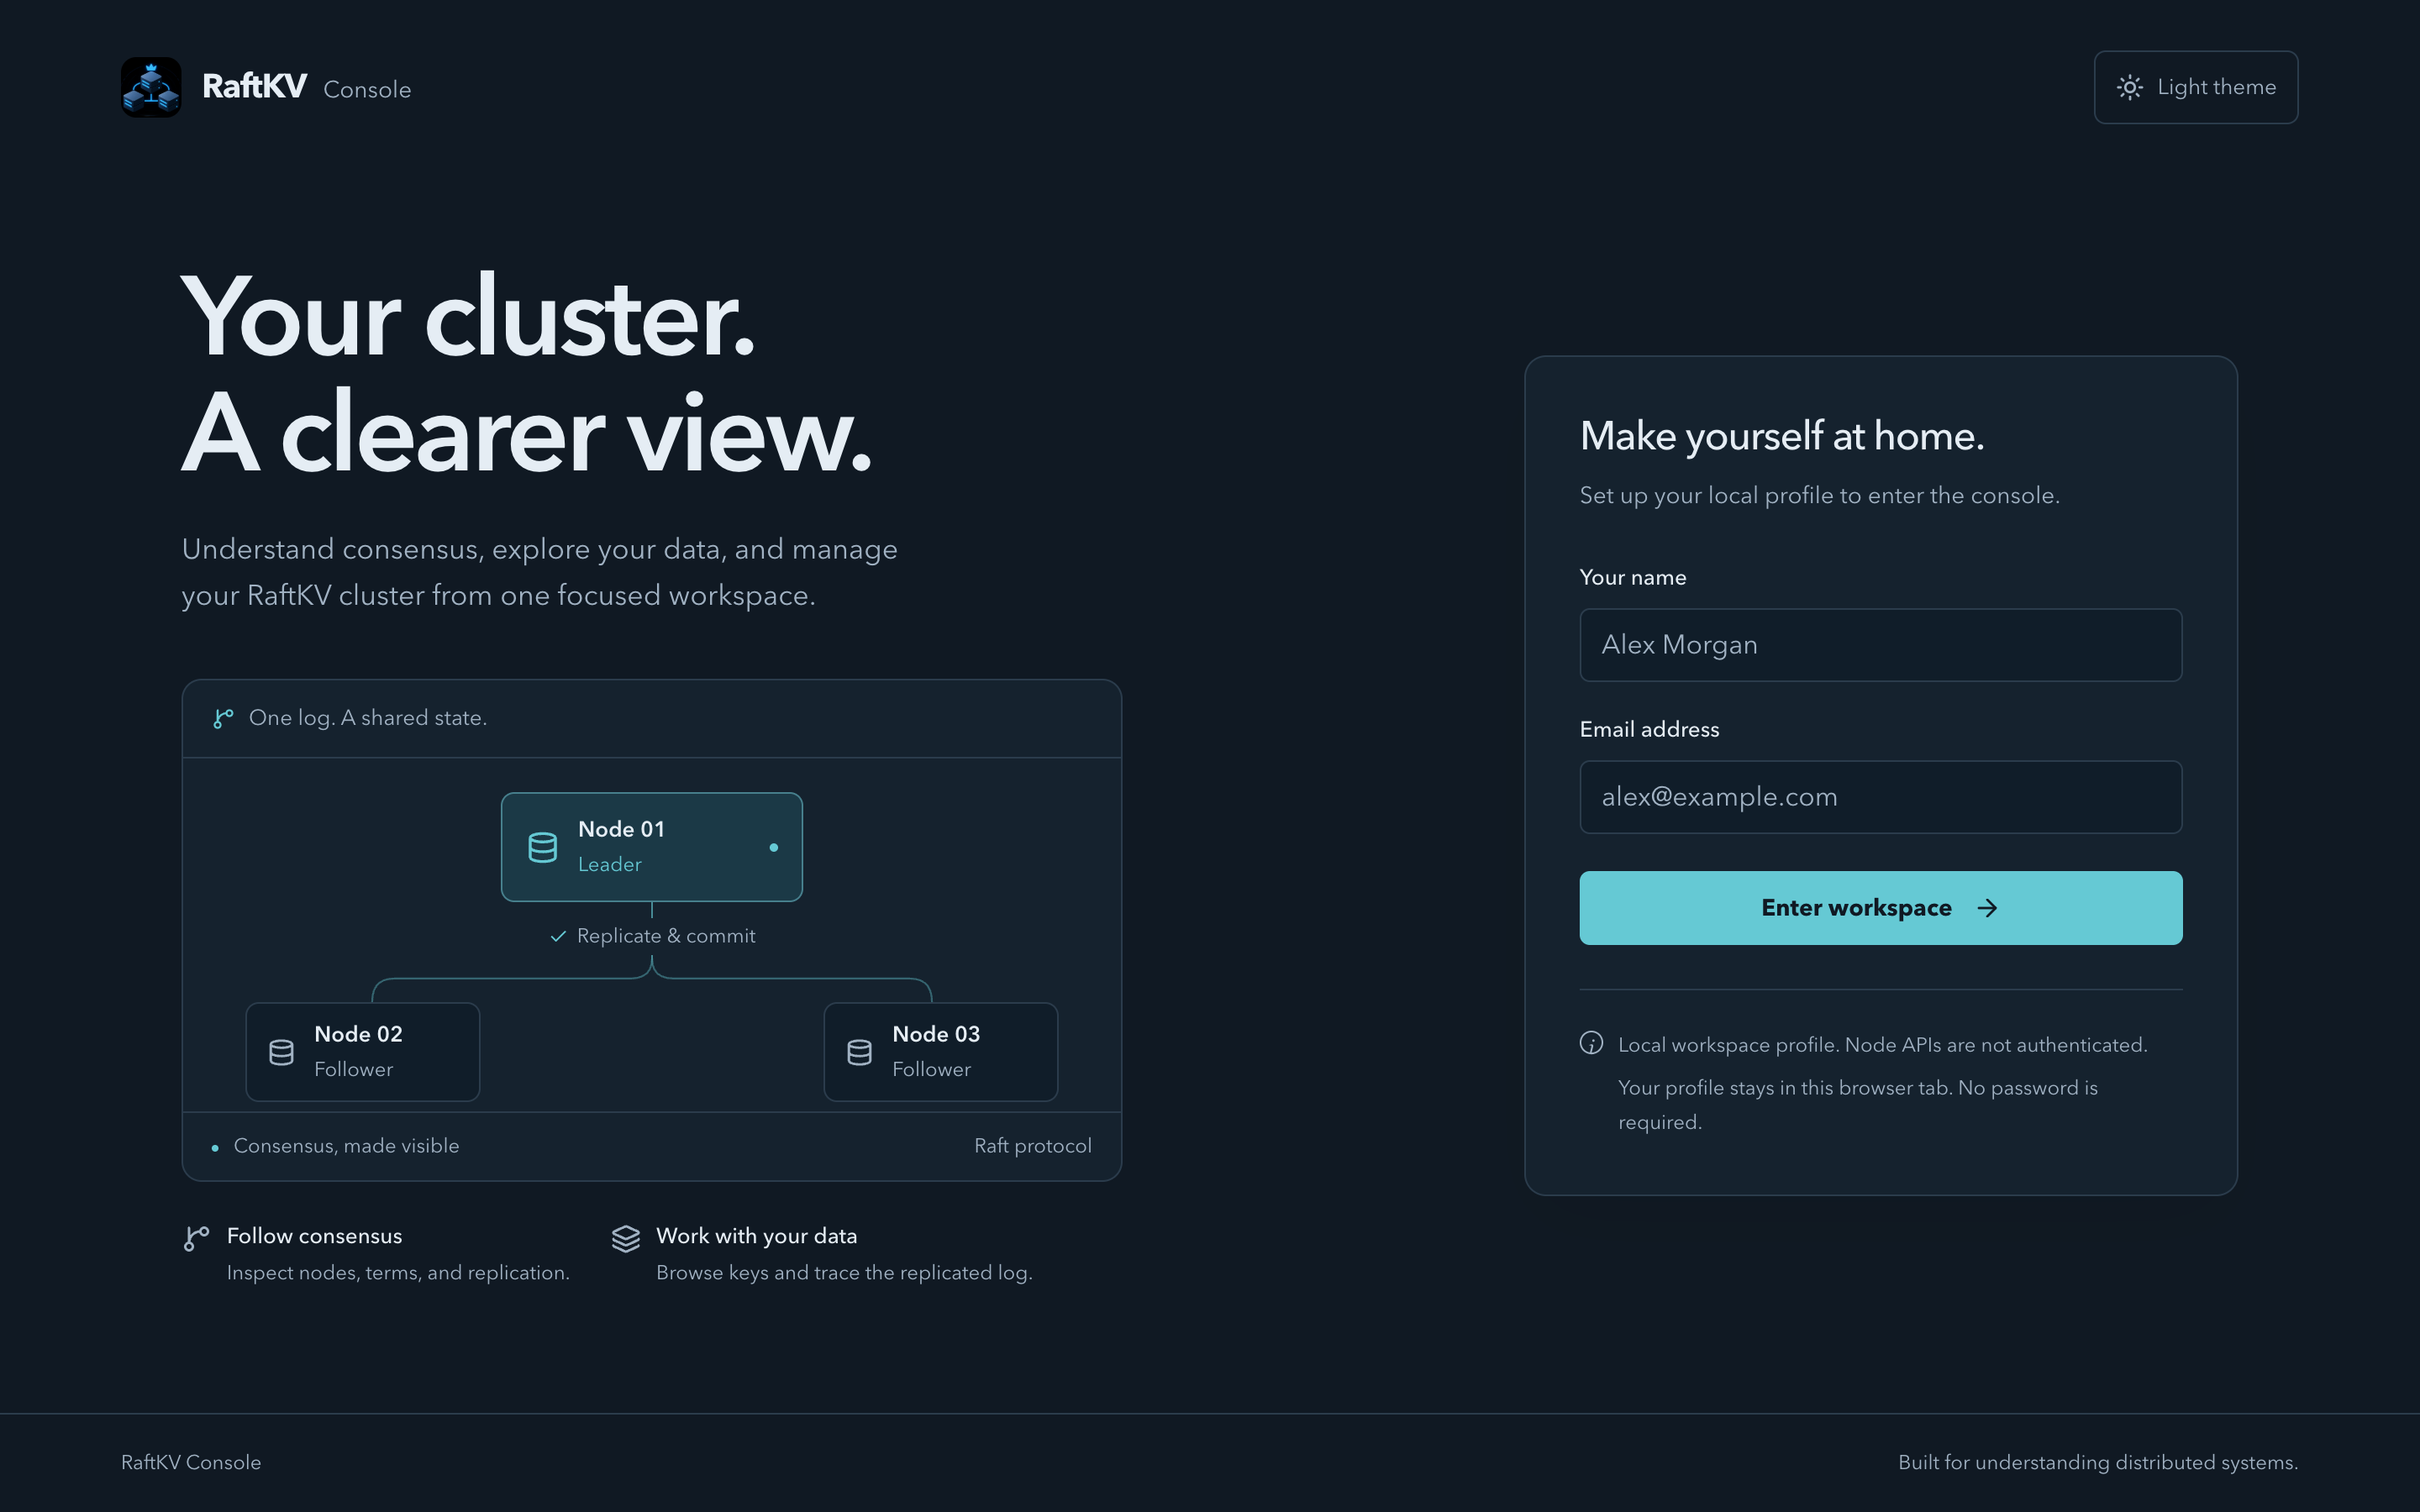 RaftKV Console
Light theme
Your cluster.
A clearer view.
Understand consensus, explore your data, and manage
your RaftKV cluster from one focused workspace.
One log. A shared state.
Node 01
Leader
Replicate & commit
Node 02
Follower
Node 03
Follower
Consensus, made visible
Raft protocol
Follow consensus
Inspect nodes, terms, and replication.
Work with your data
Browse keys and trace the replicated log.
Make yourself at home.
Set up your local profile to enter the console.
Your name
Alex Morgan
Email address
alex@example.com
Enter workspace
Local workspace profile. Node APIs are not authenticated.
Your profile stays in this browser tab. No password is
required.
RaftKV Console
Built for understanding distributed systems.